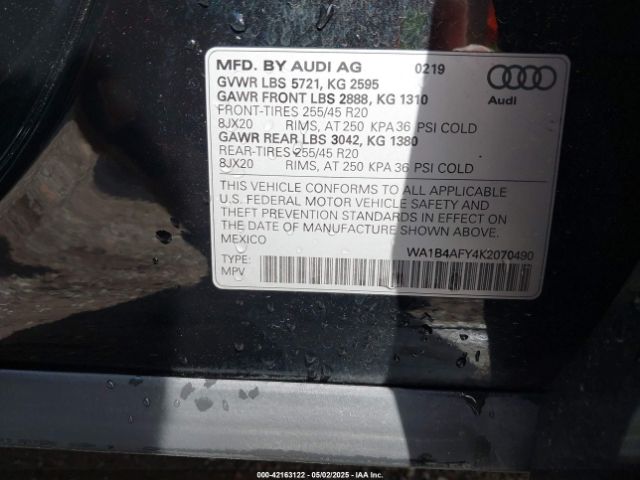 MFD. BY AUDI AG 0219
GVWR LBS 5721, KG 2595
GAWR FRONT LBS 2888, KG 1310
FRONT-TIRES 255/45 R20
8JX20 RIMS, AT 250 KPA 36 PSI COLD
GAWR REAR LBS 3042, KG 1380
REAR-TIRES 255/45 R20
8JX20 RIMS, AT 250 KPA 36 PSI COLD
Audi
THIS VEHICLE CONFORMS TO ALL APPLICABLE
U.S. FEDERAL MOTOR VEHICLE SAFETY AND
THEFT PREVENTION STANDARDS IN EFFECT ON
THE DATE OF MANUFACTURE SHOWN ABOVE.
MEXICO
WA1B4AFY4K2070490
TYPE:
MPV
000-42163122 - 05/02/2025 - IAAI, Inc.